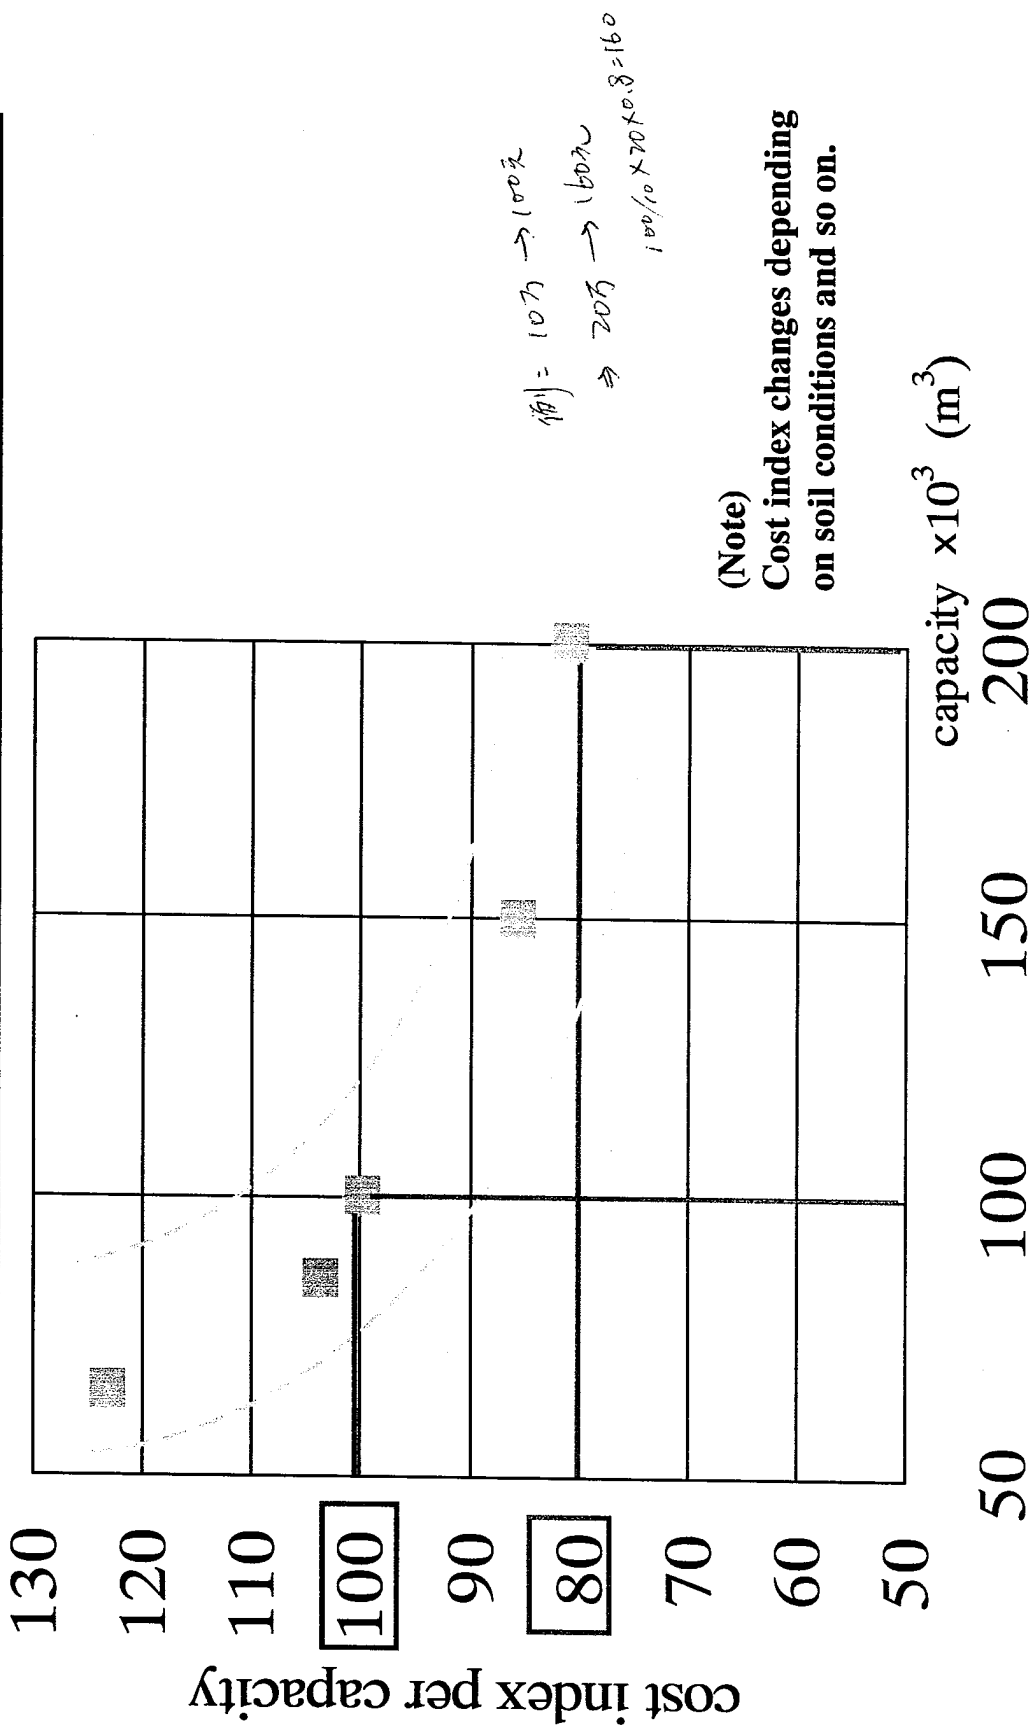 cost index per capacity
130
120
110
100
90
80
70
60
50
50
100
150
200
capacity ×10³ (m³)
(Note)
Cost index changes depending
on soil conditions and so on.
例= 10万 → 100元
⇒ 20万 → 160元
100/10×20×0.8=160